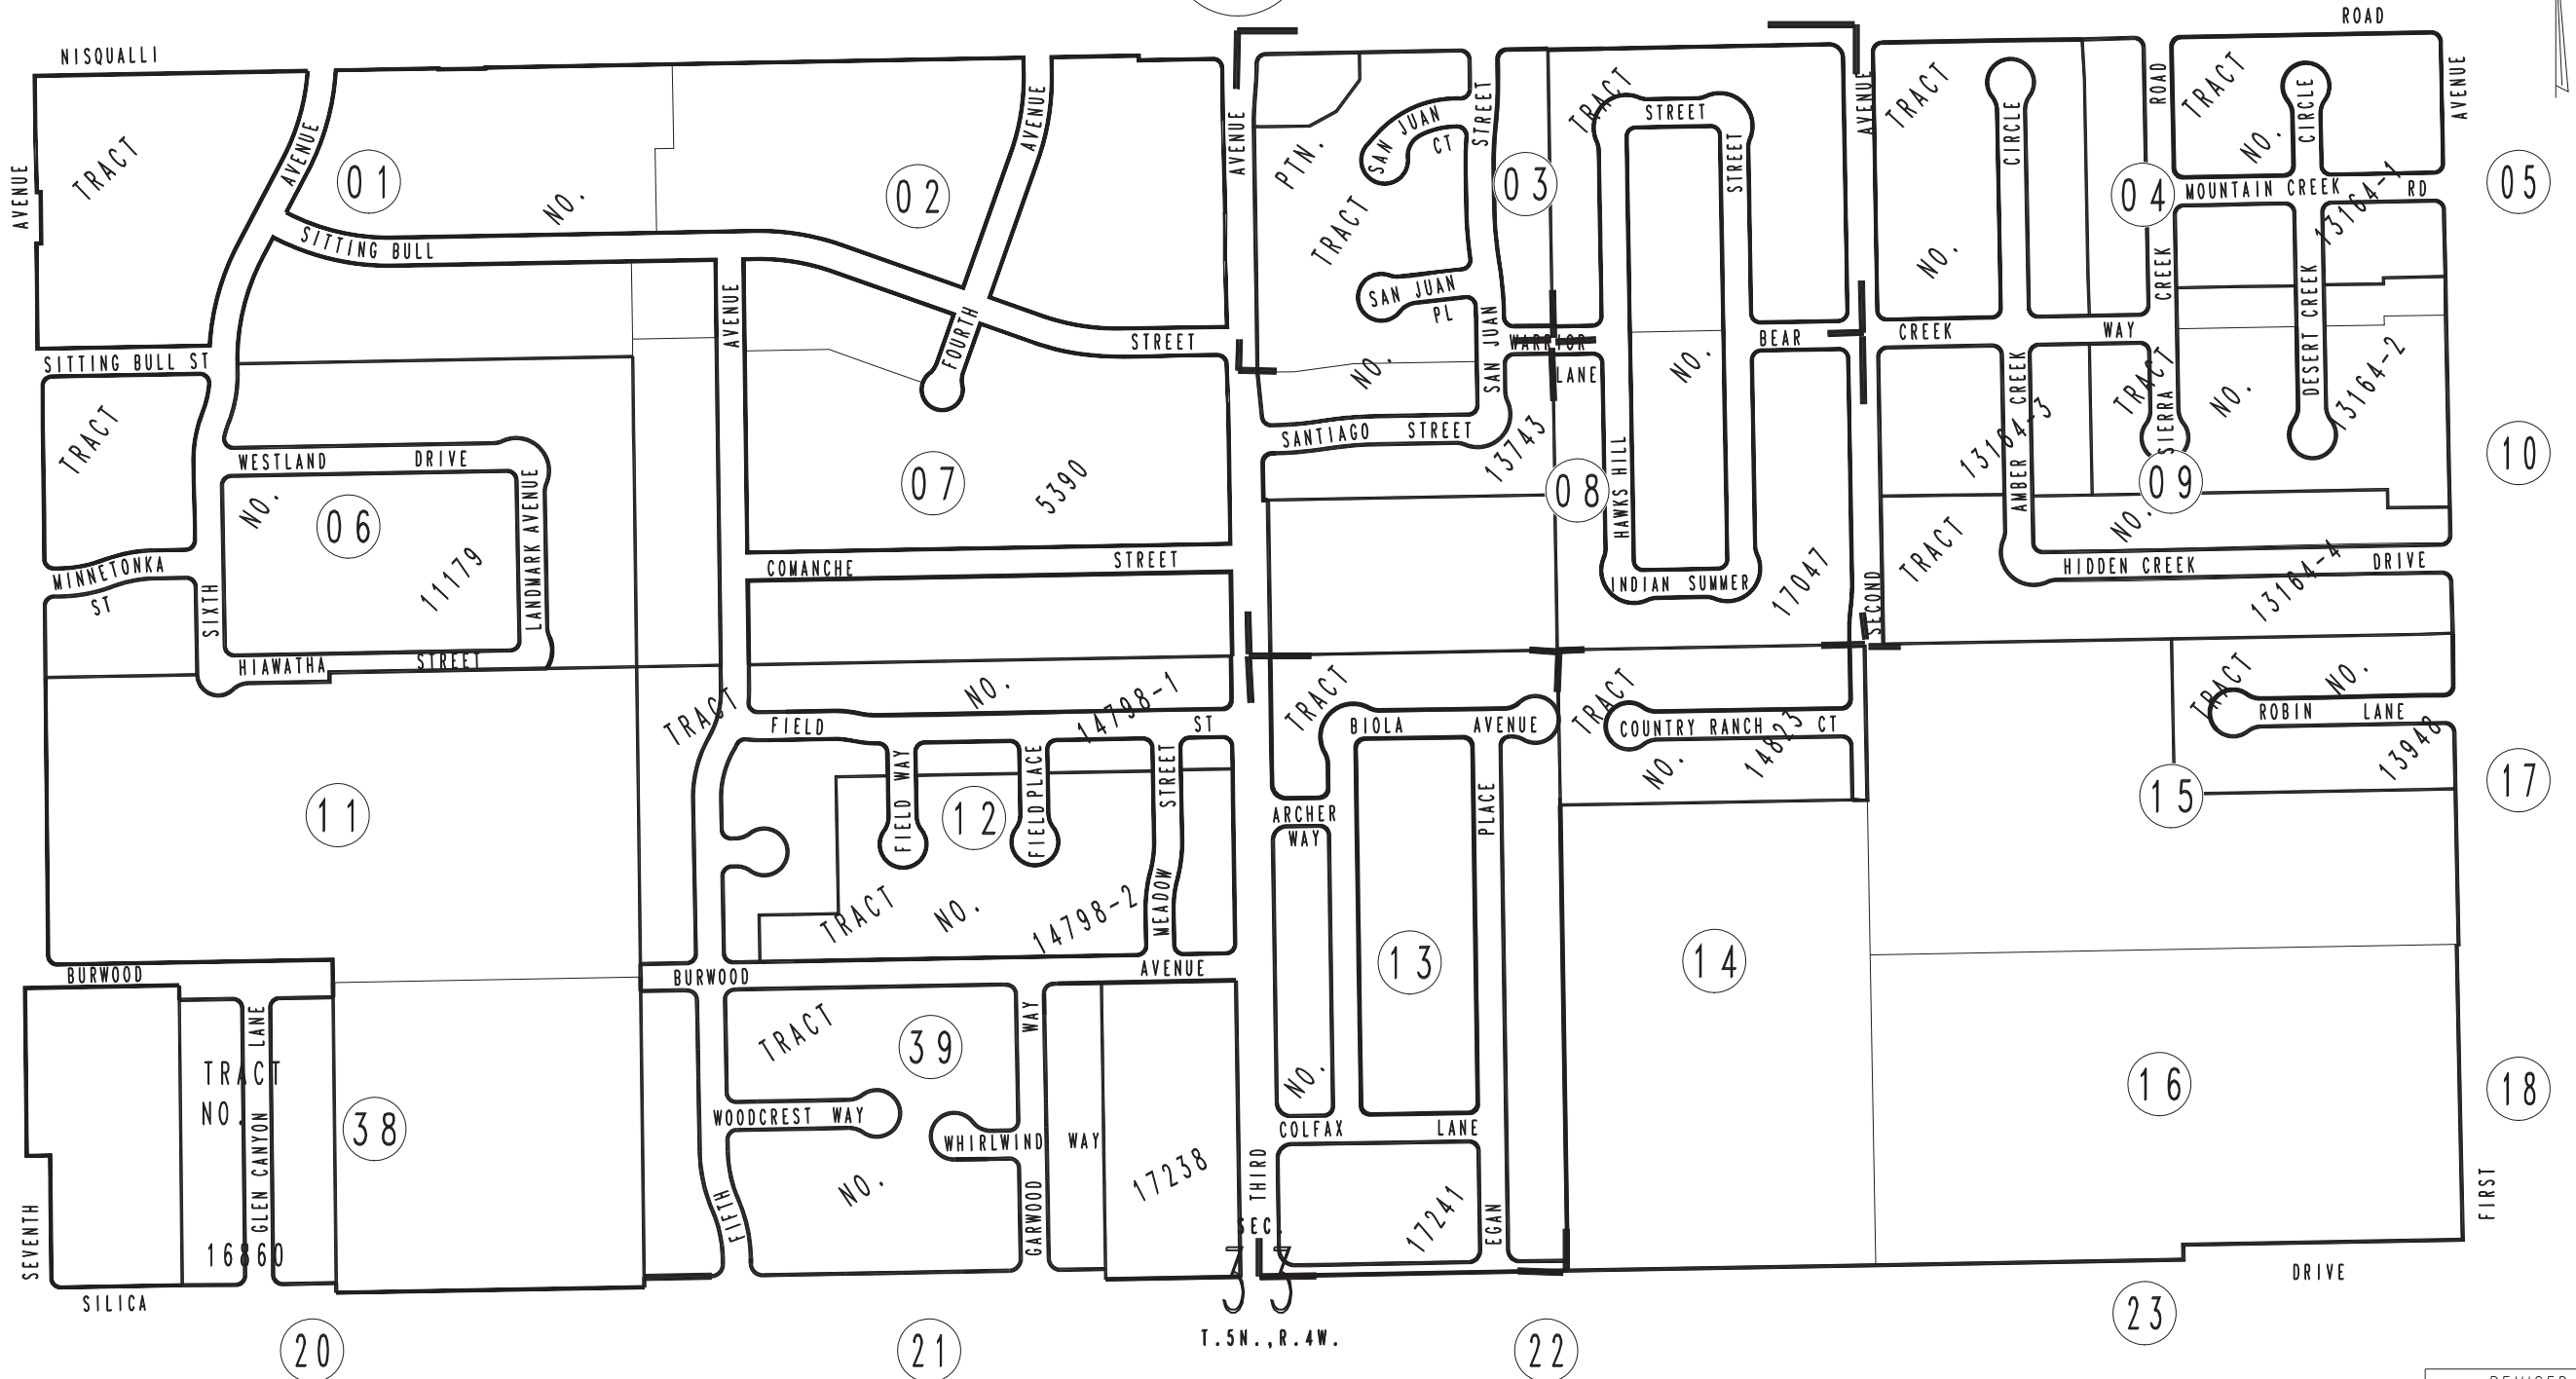 NISQUALLI
ROAD
AVENUE
TRACT
AVENUE
01
NO.
02
AVENUE
AVENUE
PTN.
TRACT
SAN JUAN
CT
STREET
03
TRACT
STREET
STREET
AVENUE
TRACT
CIRCLE
NO.
ROAD
04
TRACT
NO.
CIRCLE
AVENUE
05
MOUNTAIN CREEK RD
13164-1
SITTING BULL
AVENUE
FOURTH
STREET
SAN JUAN
PL
SAN JUAN
NO.
WARRIOR
LANE
NO.
BEAR
CREEK WAY
CREEK
SIERRA
TRACT
NO.
DESERT CREEK
13164-2
SITTING BULL ST
TRACT
WESTLAND DRIVE
NO.
06
LANDMARK AVENUE
11179
07
5390
SANTIAGO STREET
13743
08
HAWKS HILL
INDIAN SUMMER
17047
SECOND
13164-3
AMBER CREEK
TRACT
09
NO.
10
HIDDEN CREEK DRIVE
13164-4
MINNETONKA
ST
SIXTH
HIAWATHA STREET
COMANCHE STREET
TRACT
NO.
14798-1
FIELD ST
TRACT
BIOLA AVENUE
TRACT
COUNTRY RANCH CT
NO.
14823
TRACT
NO.
ROBIN LANE
13948
11
FIELD WAY
12
FIELD PLACE
STREET
MEADOW
TRACT
NO.
14798-2
ARCHER
WAY
PLACE
15
17
BURWOOD
BURWOOD AVENUE
13
14
LANE
TRACT
NO.
GLEN CANYON
16860
38
TRACT
39
WAY
WOODCREST WAY
WHIRLWIND WAY
NO.
FIFTH
GARWOOD
17238
NO.
COLFAX LANE
THIRD
17241
EGAN
16
18
FIRST
SEVENTH
SILICA
SEC.
DRIVE
20
21
T.5N.,R.4W.
22
23